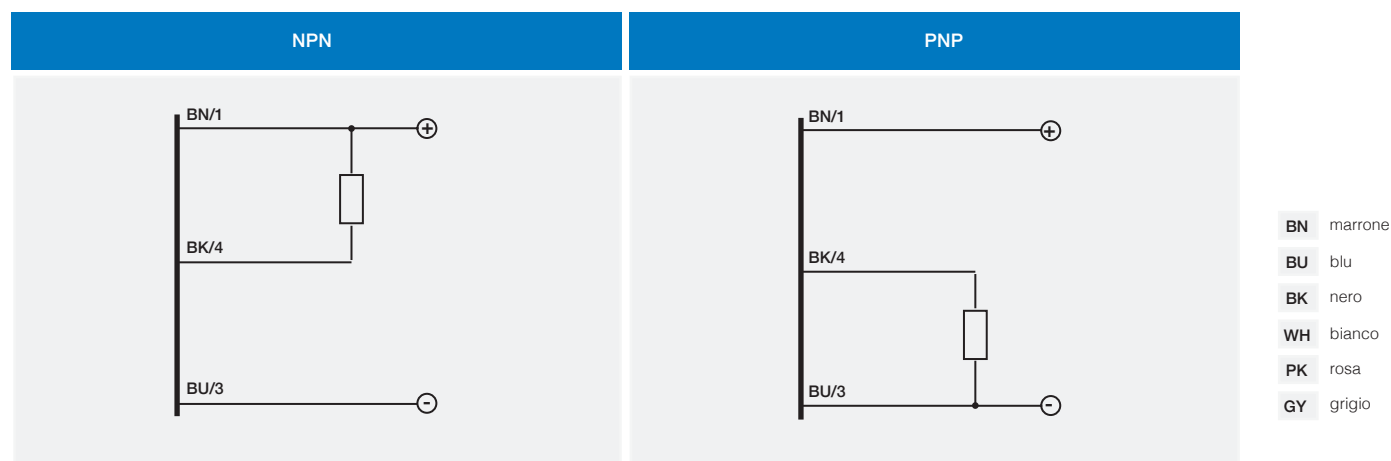 NPN
PNP
BN/1
+
BK/4
BU/3
-
BN/1
+
BK/4
BU/3
-
BN marrone
BU blu
BK nero
WH bianco
PK rosa
GY grigio